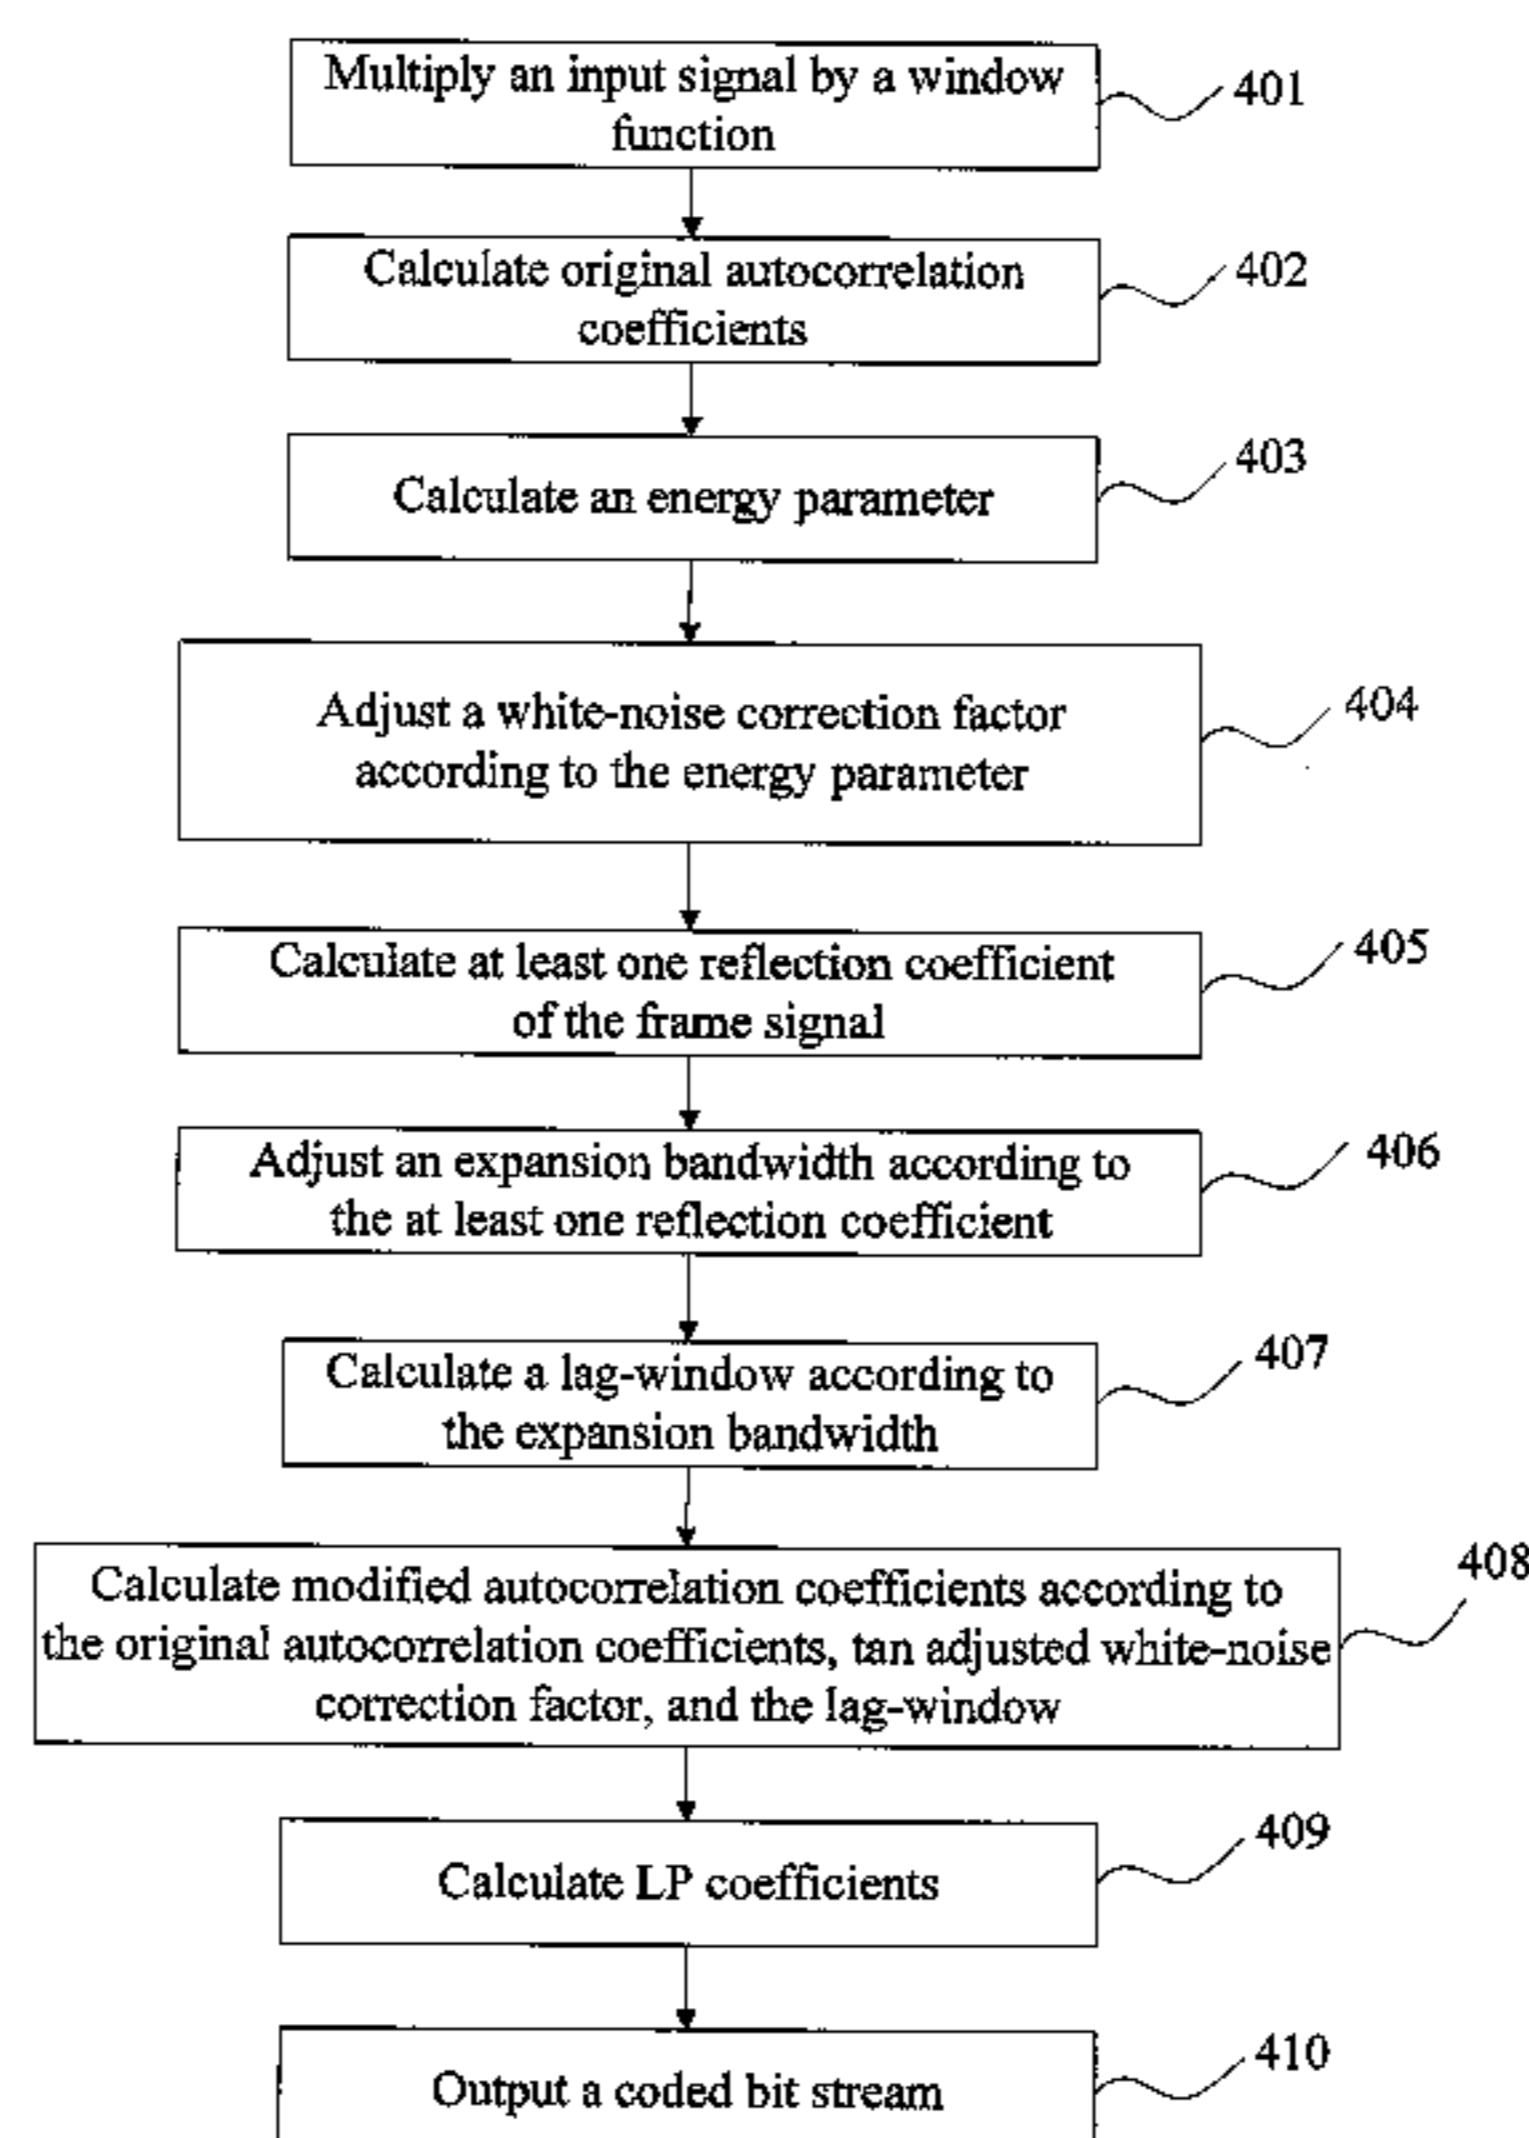 Multiply an input signal by a window
function
401
Calculate original autocorrelation
coefficients
402
Calculate an energy parameter
403
Adjust a white-noise correction factor
according to the energy parameter
404
Calculate at least one reflection coefficient
of the frame signal
405
Adjust an expansion bandwidth according to
the at least one reflection coefficient
406
Calculate a lag-window according to
the expansion bandwidth
407
Calculate modified autocorrelation coefficients according to
the original autocorrelation coefficients, tan adjusted white-noise
correction factor, and the lag-window
408
Calculate LP coefficients
409
Output a coded bit stream
410